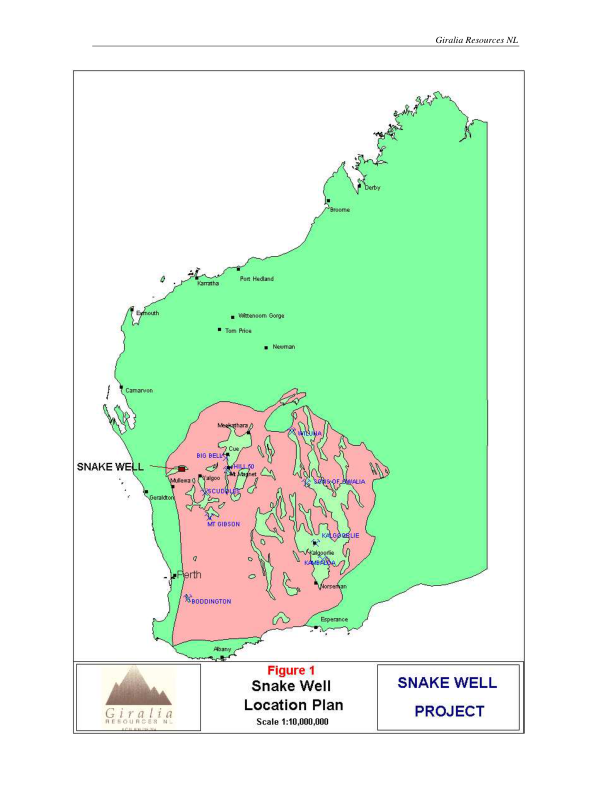 Giralia Resources NL
Derby
Broome
Port Hedland
Karratha
Exmouth
Wittenoom Gorge
Tom Price
Newman
Carnarvon
Meekathara
WILUNA
Cue
BIG BELL
HILL 50
SNAKE WELL
Mt Magnet
Mullewa
Yalgoo
SONS OF GWALIA
SCUDDLES
Geraldton
MT GIBSON
KALGOORLIE
Kalgoorlie
KAMBALDA
Perth
Norseman
BODDINGTON
Esperance
Albany
Figure 1
Snake Well
Location Plan
Scale 1:10,000,000
Giralia
RESOURCES NL
SNAKE WELL
PROJECT